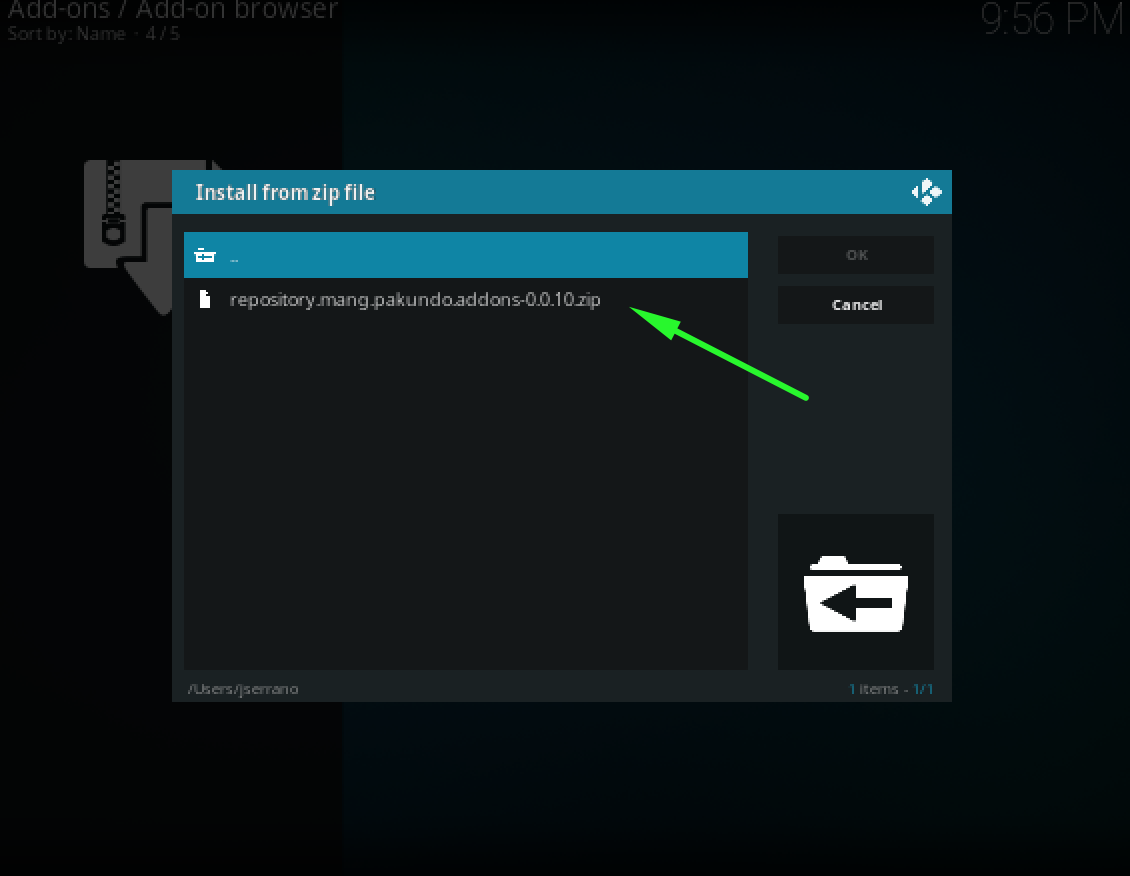 Add-ons / Add-on browser
Sort by: Name · 4 / 5
9:56 PM
Install from zip file
..
OK
repository.mang.pakundo.addons-0.0.10.zip
Cancel
/Users/jserrano
1 items - 1/1